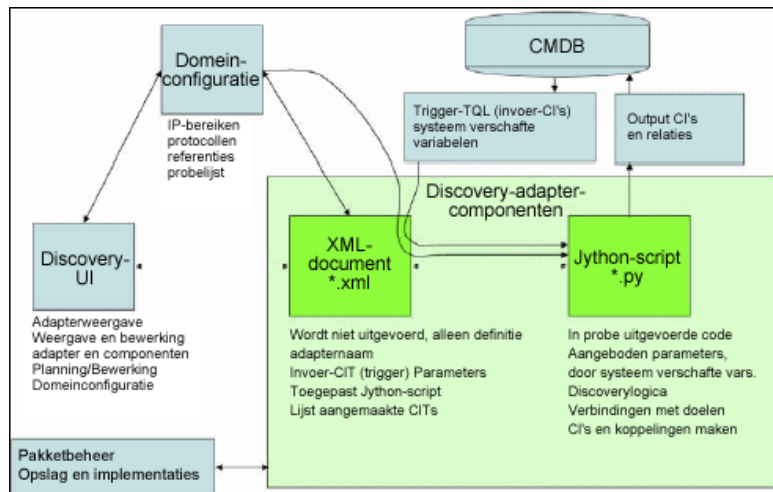 Domein-
configuratie
IP-bereiken
protocollen
referenties
probelijst
CMDB
Trigger-TQL (invoer-CI's)
systeem verschafte
variabelen
Output CI's
en relaties
Discovery-adapter-
componenten
Discovery-
UI
Adapterweergave
Weergave en bewerking
adapter en componenten
Planning/Bewerking
Domeinconfiguratie
XML-
document
*.xml
Wordt niet uitgevoerd, alleen definitie
adapternaam
Invoer-CIT (trigger) Parameters
Toegepast Jython-script
Lijst aangemaakte CITs
Jython-script
*.py
In probe uitgevoerde code
Aangeboden parameters,
door systeem verschafte vars.
Discoverylogica
Verbindingen met doelen
CI's en koppelingen maken
Pakketbeheer
Opslag en implementaties